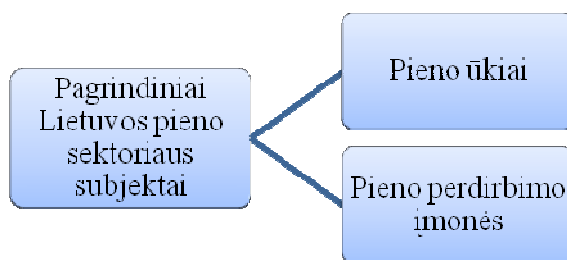 Pagrindiniai
Lietuvos pieno
sektoriaus
subjektai
Pieno ūkiai
Pieno perdirbimo
įmonės